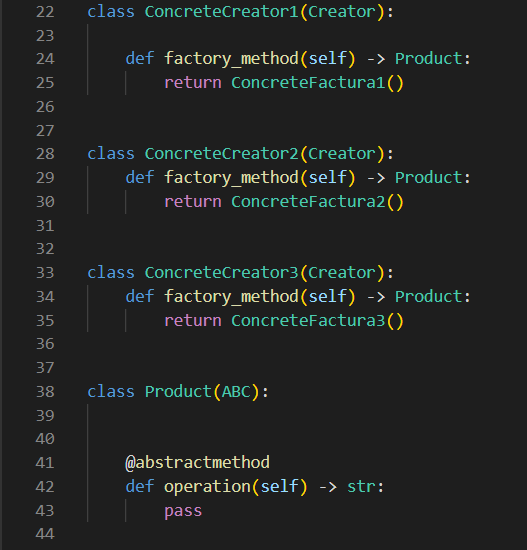 22 class ConcreteCreator1(Creator):
23
24     def factory_method(self) -> Product:
25         return ConcreteFactura1()
26
27
28 class ConcreteCreator2(Creator):
29     def factory_method(self) -> Product:
30         return ConcreteFactura2()
31
32
33 class ConcreteCreator3(Creator):
34     def factory_method(self) -> Product:
35         return ConcreteFactura3()
36
37
38 class Product(ABC):
39
40
41     @abstractmethod
42     def operation(self) -> str:
43         pass
44